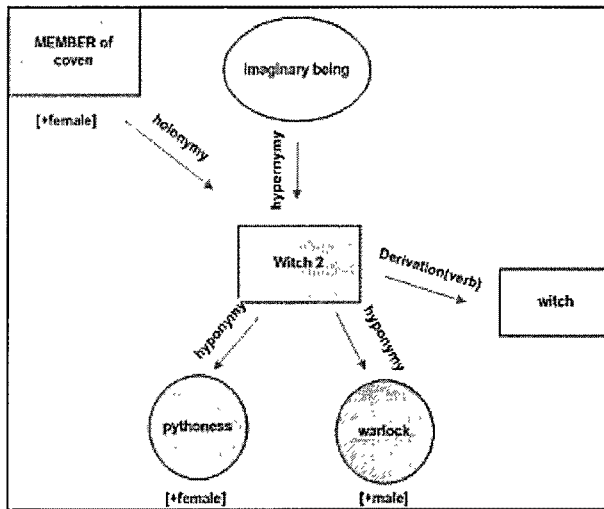 MEMBER of
coven
imaginary being
[+female]
holonymy
hypernymy
Witch 2
Derivation(verb)
witch
hyponymy
hyponymy
pythoness
warlock
[+female]
[+male]